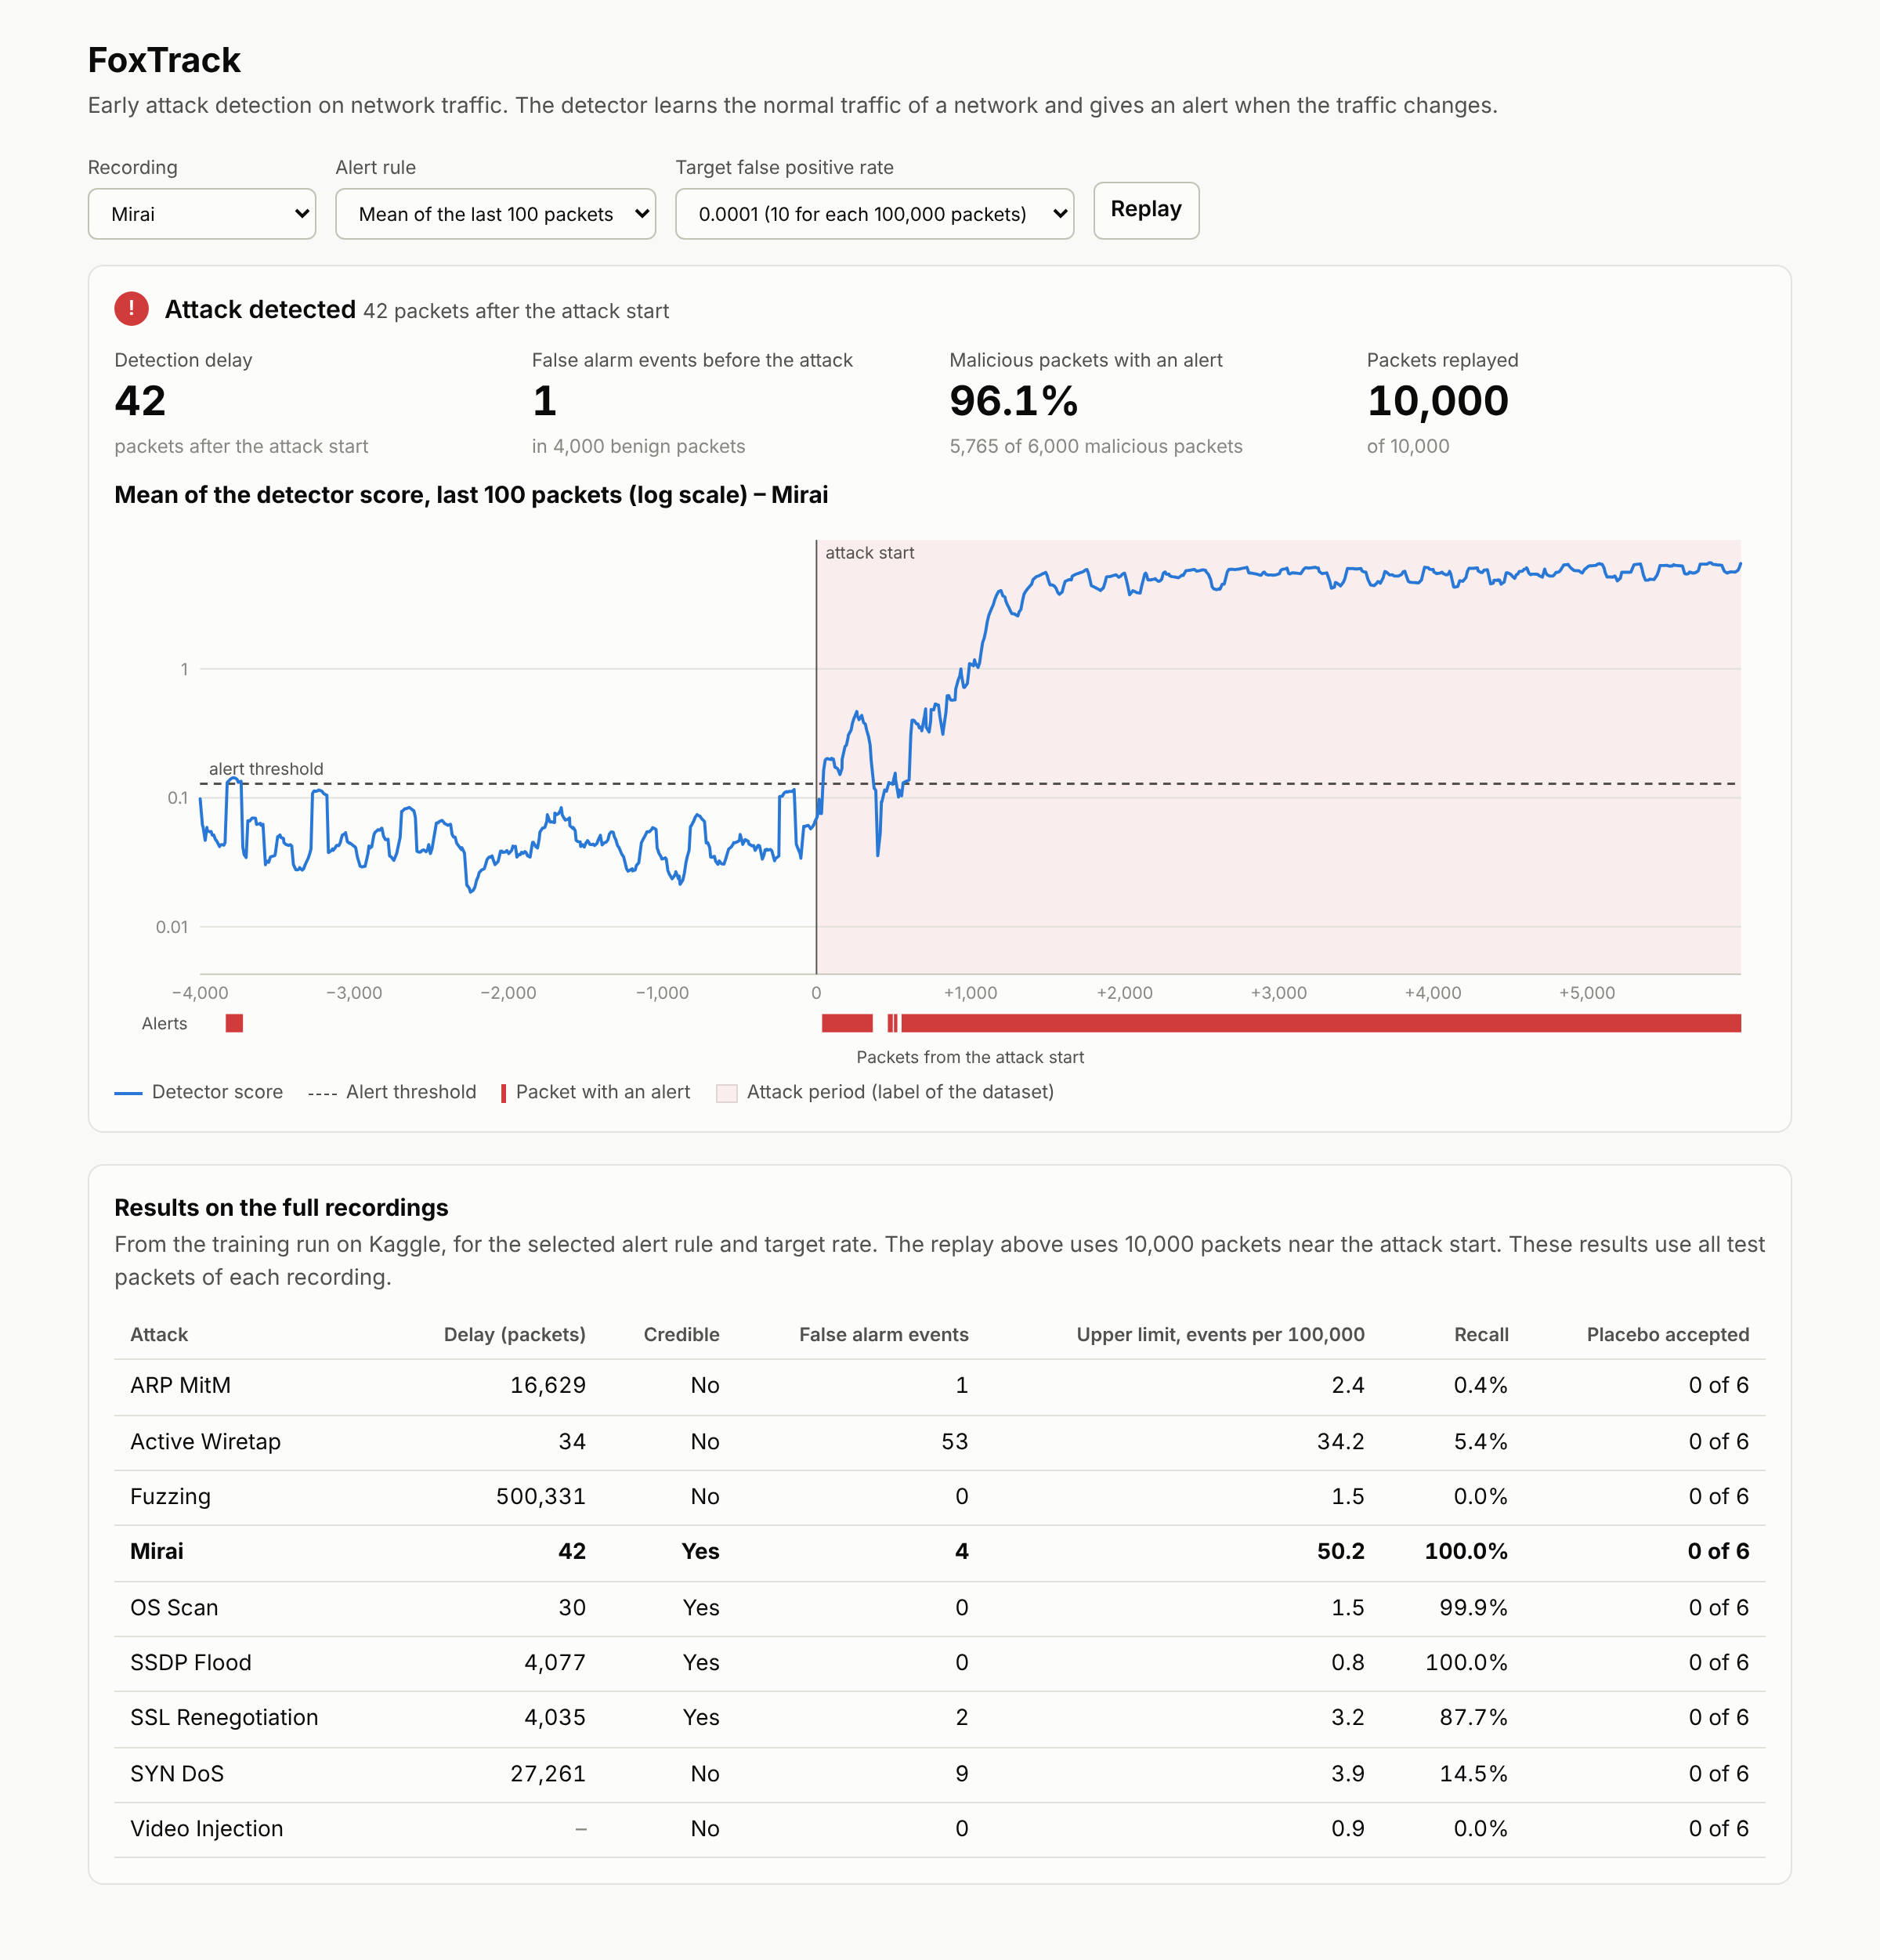 FoxTrack
Early attack detection on network traffic. The detector learns the normal traffic of a network and gives an alert when the traffic changes.
Recording Alert rule Target false positive rate
Mirai Mean of the last 100 packets 0.0001 (10 for each 100,000 packets) Replay
! Attack detected 42 packets after the attack start
Detection delay False alarm events before the attack Malicious packets with an alert Packets replayed
42 1 96.1% 10,000
packets after the attack start in 4,000 benign packets 5,765 of 6,000 malicious packets of 10,000
Mean of the detector score, last 100 packets (log scale) – Mirai
attack start
1
alert threshold
0.1
0.01
−4,000 −3,000 −2,000 −1,000 0 +1,000 +2,000 +3,000 +4,000 +5,000
Alerts
Packets from the attack start
Detector score Alert threshold Packet with an alert Attack period (label of the dataset)
Results on the full recordings
From the training run on Kaggle, for the selected alert rule and target rate. The replay above uses 10,000 packets near the attack start. These results use all test
packets of each recording.
Attack Delay (packets) Credible False alarm events Upper limit, events per 100,000 Recall Placebo accepted
ARP MitM 16,629 No 1 2.4 0.4% 0 of 6
Active Wiretap 34 No 53 34.2 5.4% 0 of 6
Fuzzing 500,331 No 0 1.5 0.0% 0 of 6
Mirai 42 Yes 4 50.2 100.0% 0 of 6
OS Scan 30 Yes 0 1.5 99.9% 0 of 6
SSDP Flood 4,077 Yes 0 0.8 100.0% 0 of 6
SSL Renegotiation 4,035 Yes 2 3.2 87.7% 0 of 6
SYN DoS 27,261 No 9 3.9 14.5% 0 of 6
Video Injection – No 0 0.9 0.0% 0 of 6